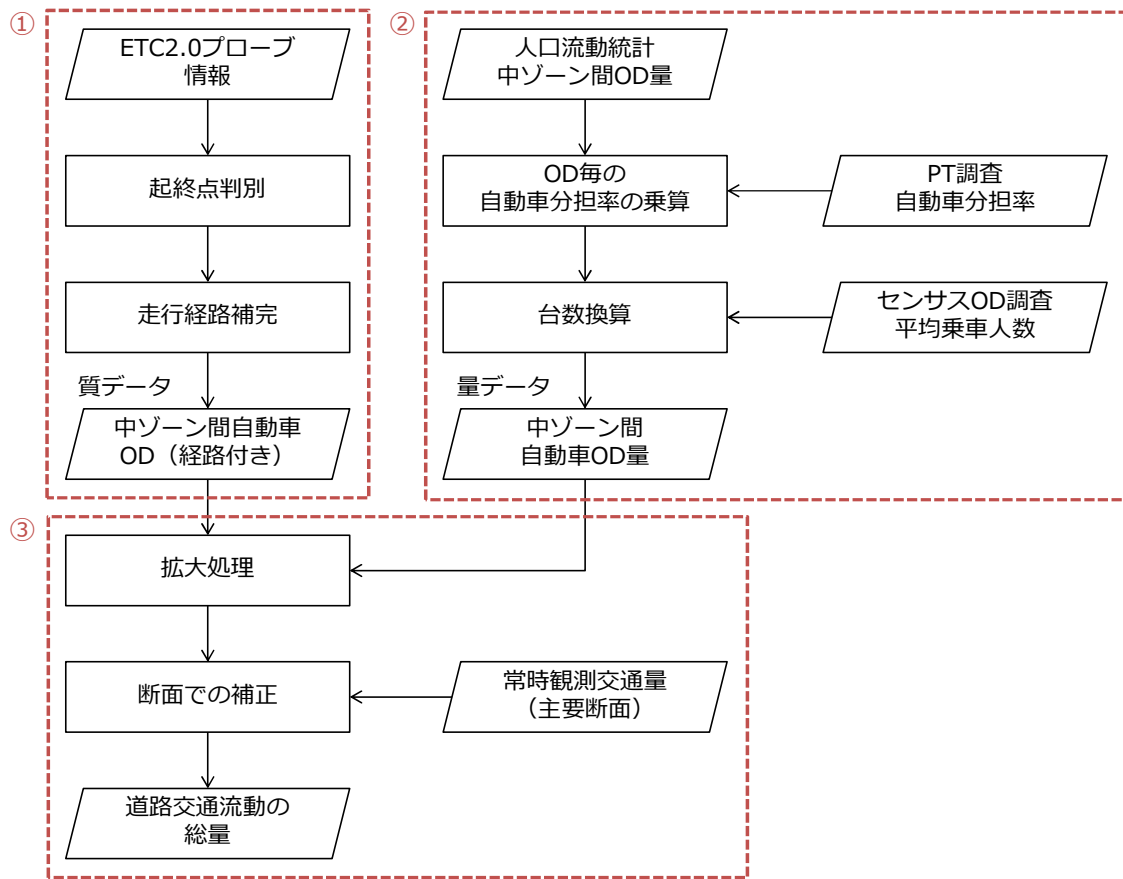 ①
ETC2.0プローブ
情報
起終点判別
走行経路補完
質データ
中ゾーン間自動車
OD（経路付き）
②
人口流動統計
中ゾーン間OD量
OD毎の
自動車分担率の乗算
PT調査
自動車分担率
台数換算
センサスOD調査
平均乗車人数
量データ
中ゾーン間
自動車OD量
③
拡大処理
断面での補正
常時観測交通量
（主要断面）
道路交通流動の
総量